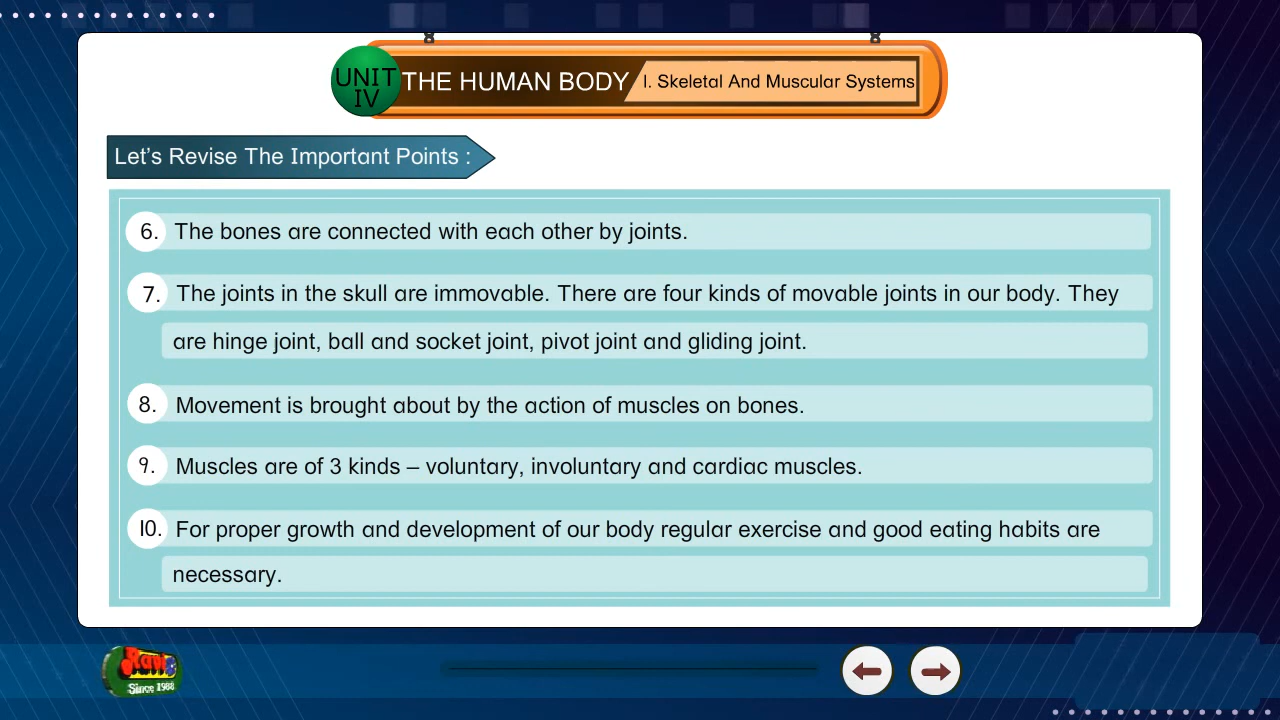 UNIT
IV
THE HUMAN BODY
I. Skeletal And Muscular Systems
Let's Revise The Important Points :
6. The bones are connected with each other by joints.
7. The joints in the skull are immovable. There are four kinds of movable joints in our body. They
are hinge joint, ball and socket joint, pivot joint and gliding joint.
8. Movement is brought about by the action of muscles on bones.
9. Muscles are of 3 kinds – voluntary, involuntary and cardiac muscles.
10. For proper growth and development of our body regular exercise and good eating habits are
necessary.
Since 1988